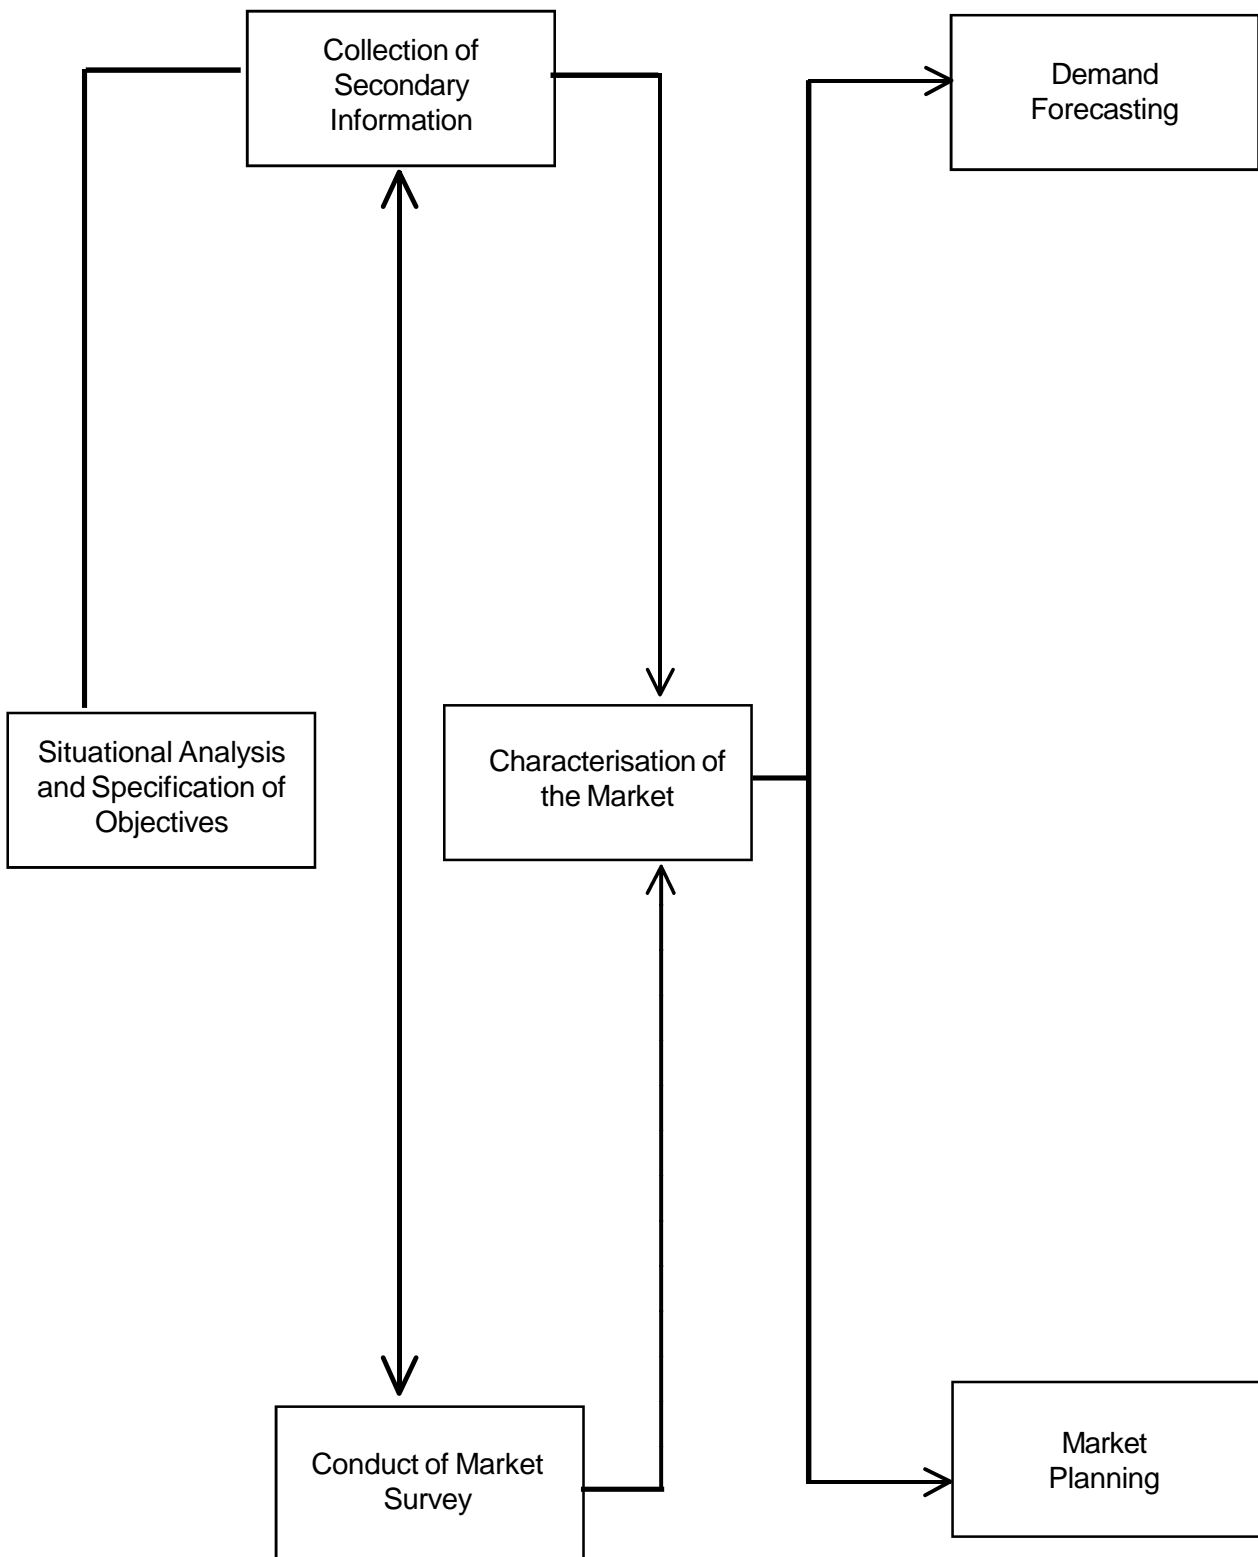 Collection of
Secondary
Information
Demand
Forecasting
Situational Analysis
and Specification of
Objectives
Characterisation of
the Market
Conduct of Market
Survey
Market
Planning